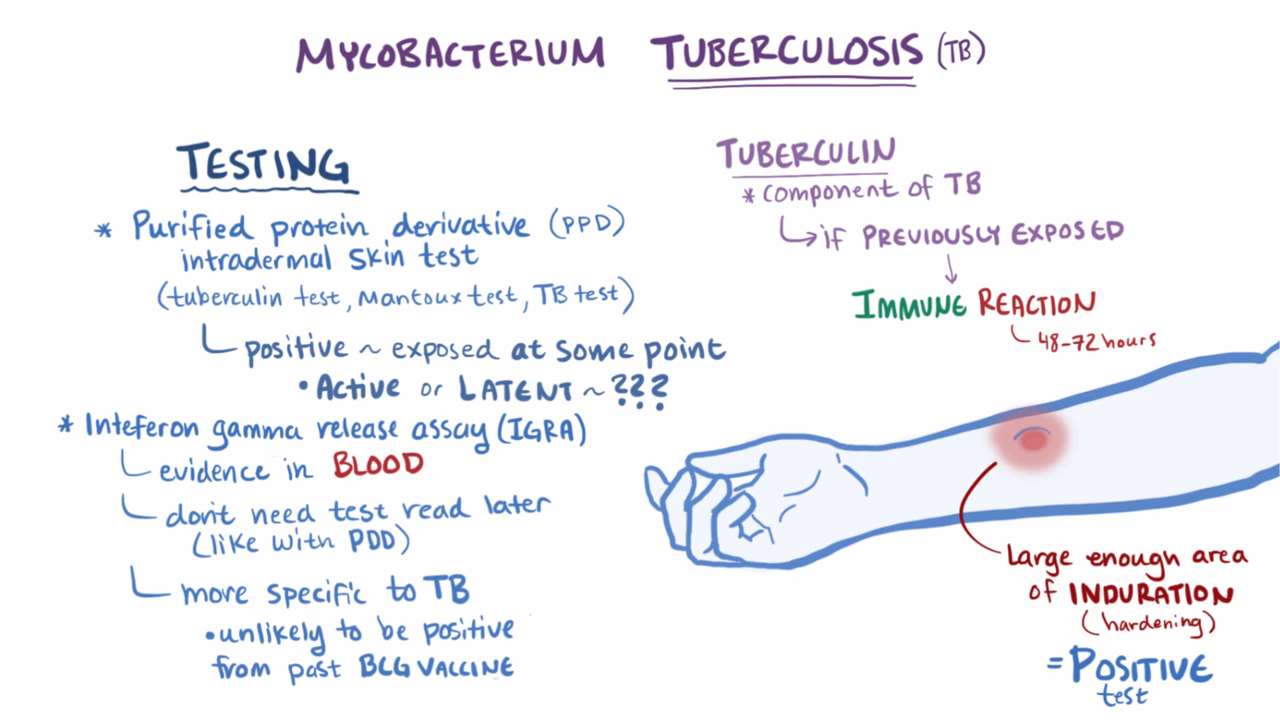 MYCOBACTERIUM TUBERCULOSIS (TB)
TESTING
* Purified protein derivative (PPD)
intradermal skin test
(tuberculin test, Mantoux test, TB test)
positive ~ exposed at some point
• Active or LATENT ~ ???
* Inteferon gamma release assay (IGRA)
evidence in BLOOD
don't need test read later
(like with PDD)
more specific to TB
• unlikely to be positive
from past BCG VACCINE
TUBERCULIN
* component of TB
if PREVIOUSLY EXPOSED
IMMUNE REACTION
48-72 hours
Large enough area
of INDURATION
(hardening)
= POSITIVE
test